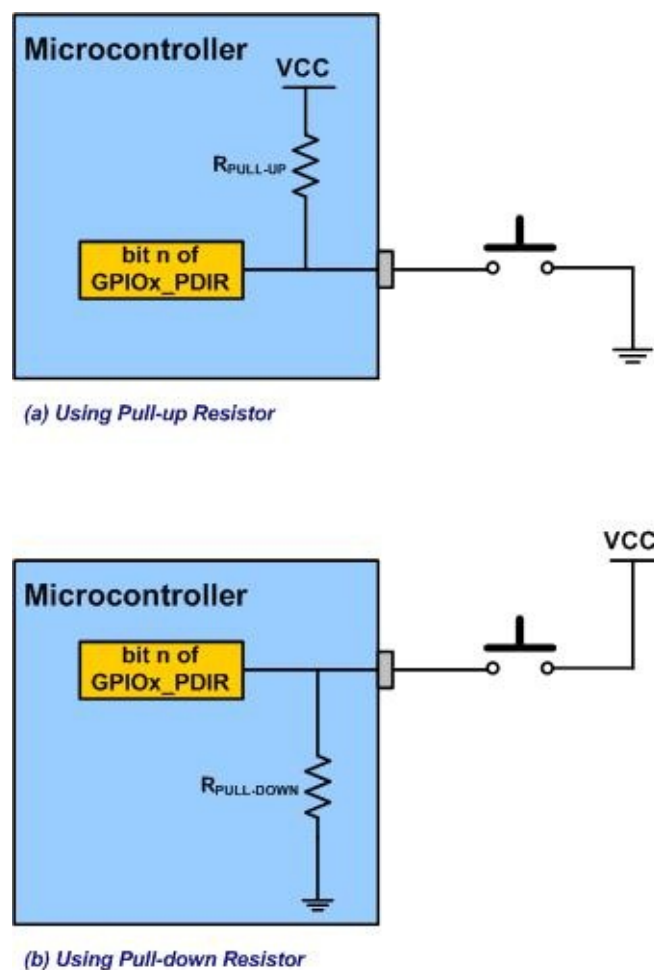 Microcontroller
VCC
RPULL-UP
bit n of
GPIOx_PDIR
(a) Using Pull-up Resistor
VCC
Microcontroller
bit n of
GPIOx_PDIR
RPULL-DOWN
(b) Using Pull-down Resistor